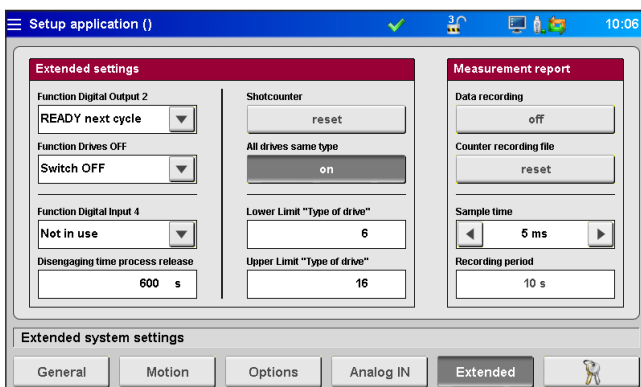 Setup application ()
3
10:06
Extended settings
Function Digital Output 2
READY next cycle
Function Drives OFF
Switch OFF
Function Digital Input 4
Not in use
Disengaging time process release
600 s
Shotcounter
reset
All drives same type
on
Lower Limit "Type of drive"
6
Upper Limit "Type of drive"
16
Measurement report
Data recording
off
Counter recording file
reset
Sample time
5 ms
Recording period
10 s
Extended system settings
General
Motion
Options
Analog IN
Extended